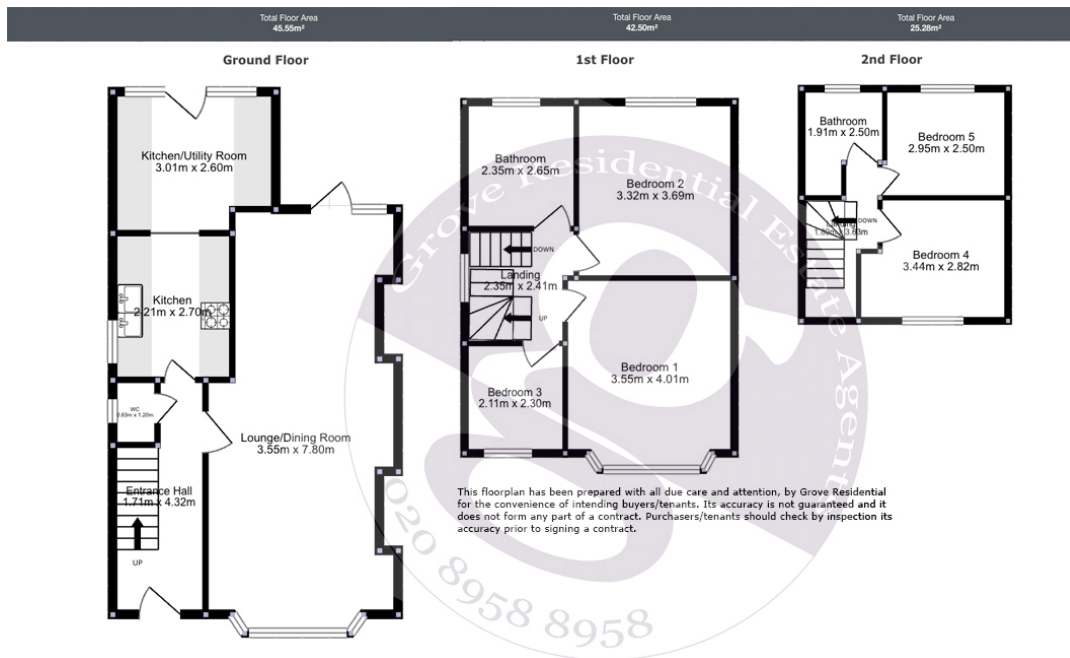 Total Floor Area
45.55m²
Total Floor Area
42.50m²
Total Floor Area
25.28m²
Ground Floor
1st Floor
2nd Floor
Kitchen/Utility Room
3.01m x 2.60m
Kitchen
2.21m x 2.70m
WC
0.83m x 1.20m
Lounge/Dining Room
3.55m x 7.80m
Entrance Hall
1.71m x 4.32m
UP
Bathroom
2.35m x 2.65m
Bedroom 2
3.32m x 3.69m
DOWN
Landing
2.35m x 2.41m
UP
Bedroom 1
3.55m x 4.01m
Bedroom 3
2.11m x 2.30m
Bathroom
1.91m x 2.50m
Bedroom 5
2.95m x 2.50m
DOWN
Landing
Bedroom 4
3.44m x 2.82m
This floorplan has been prepared with all due care and attention, by Grove Residential
for the convenience of intending buyers/tenants. Its accuracy is not guaranteed and it
does not form any part of a contract. Purchasers/tenants should check by inspection its
accuracy prior to signing a contract.
Grove Residential Estate Agents
020 8958 8958